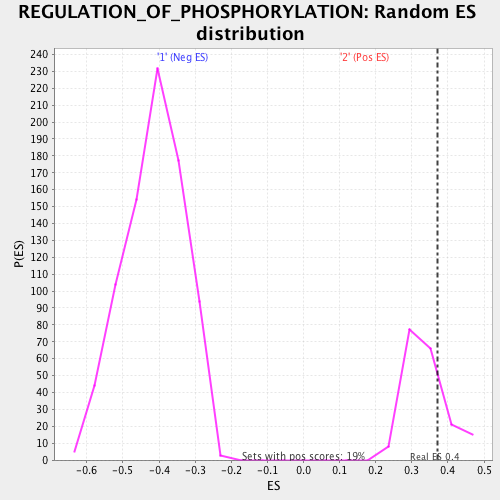 REGULATION_OF_PHOSPHORYLATION: Random ES
distribution
'1' (Neg ES)
'2' (Pos ES)
240
230
220
210
200
190
180
170
160
150
140
130
120
110
100
90
80
70
60
50
40
30
20
10
0
P(ES)
Sets with pos scores: 19%
Real ES 0.4
-0.6 -0.5 -0.4 -0.3 -0.2 -0.1 0.0 0.1 0.2 0.3 0.4 0.5
ES